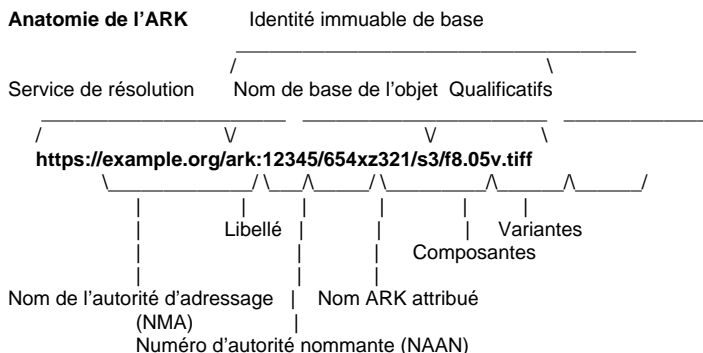 Anatomie de l’ARK Identité immuable de base
Service de résolution Nom de base de l’objet Qualificatifs
https://example.org/ark:12345/654xz321/s3/f8.05v.tiff
Libellé Variantes
Composantes
Nom de l’autorité d’adressage Nom ARK attribué
(NMA)
Numéro d’autorité nommante (NAAN)